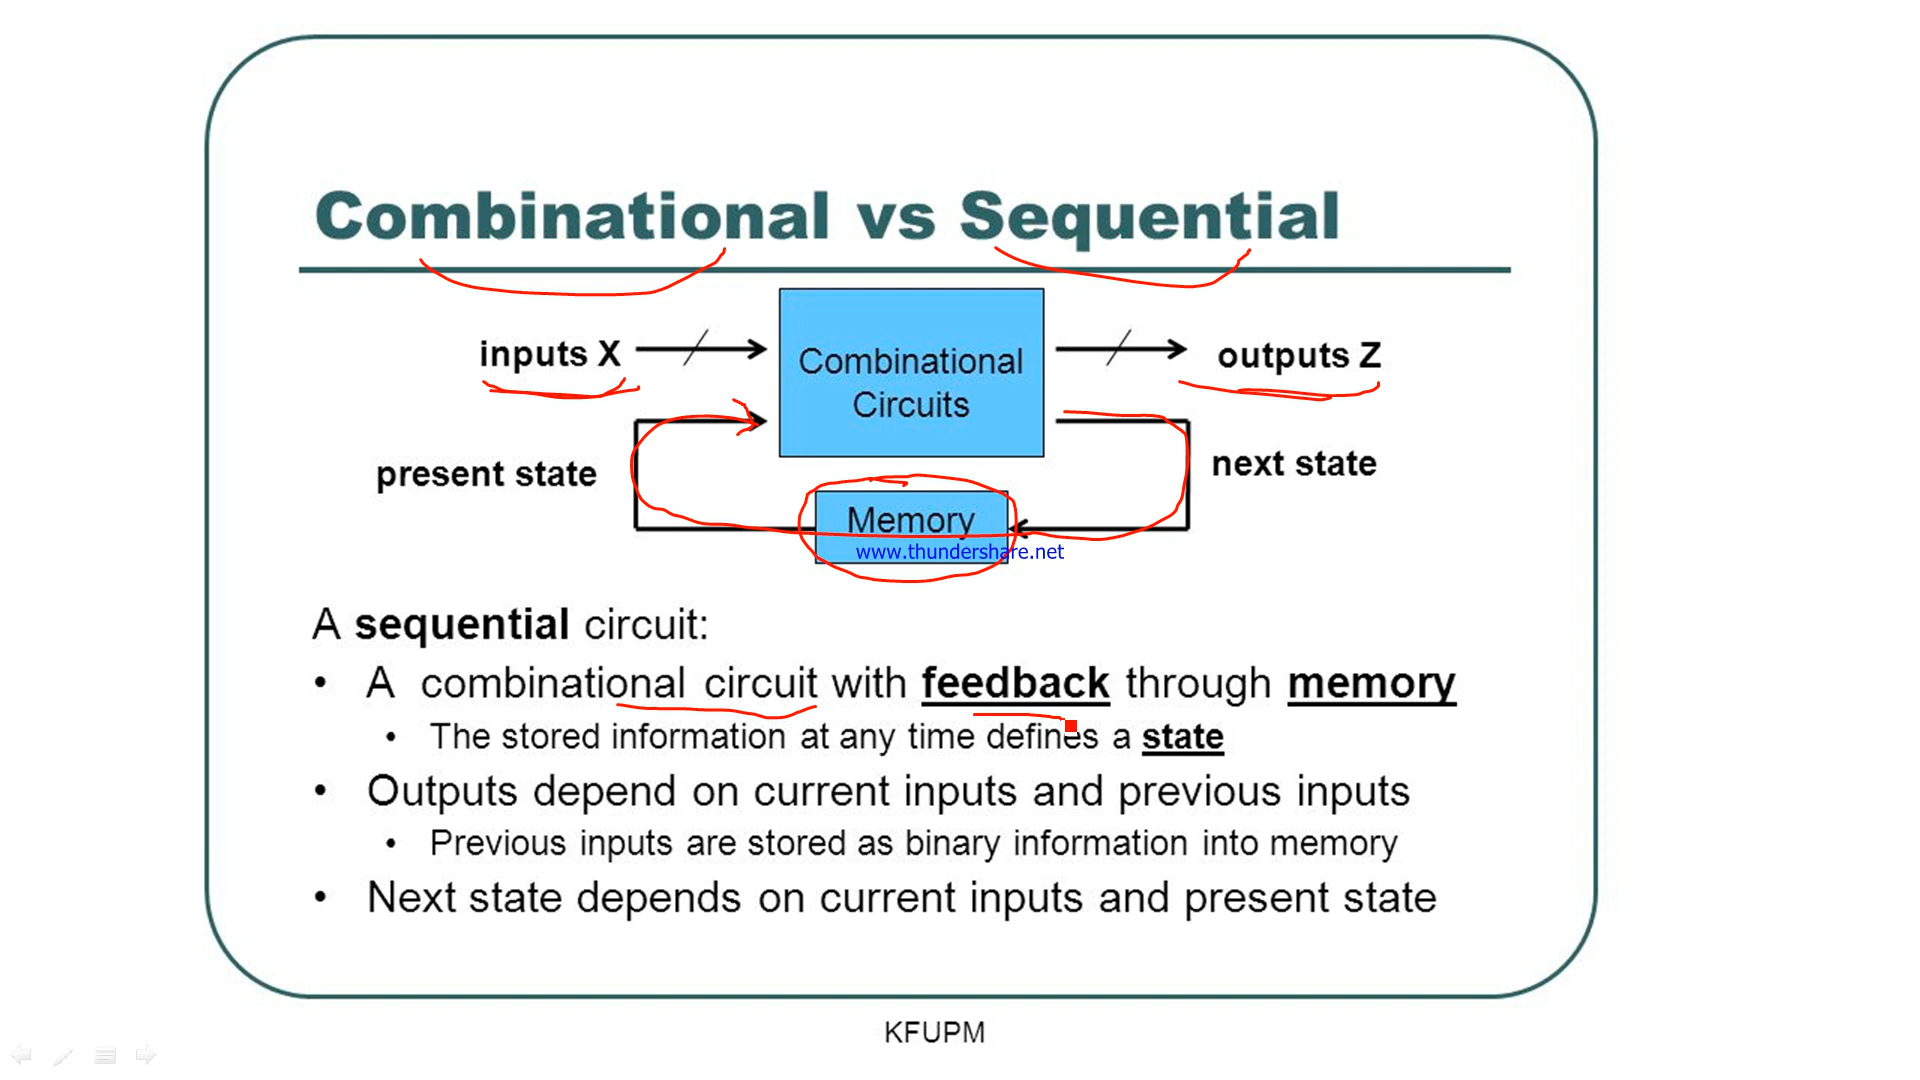 Combinational vs Sequential
inputs X
Combinational
Circuits
outputs Z
present state
next state
Memory
www.thundershare.net
A sequential circuit:
• A combinational circuit with feedback through memory
• The stored information at any time defines a state
• Outputs depend on current inputs and previous inputs
• Previous inputs are stored as binary information into memory
• Next state depends on current inputs and present state
KFUPM